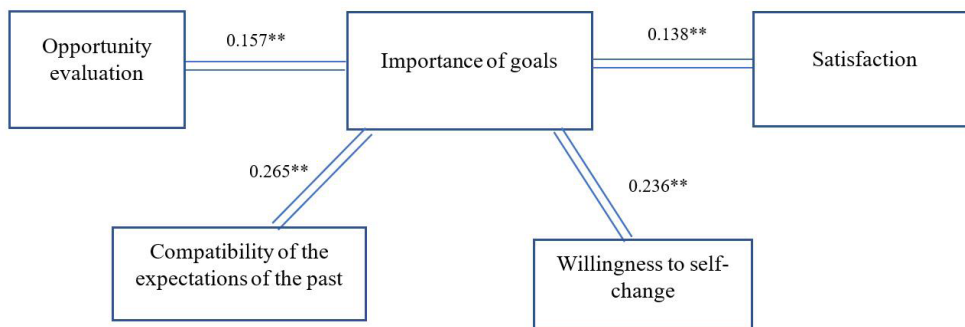 Opportunity
evaluation
0.157**
Importance of goals
0.138**
Satisfaction
0.265**
0.236**
Compatibility of the
expectations of the past
Willingness to self-
change